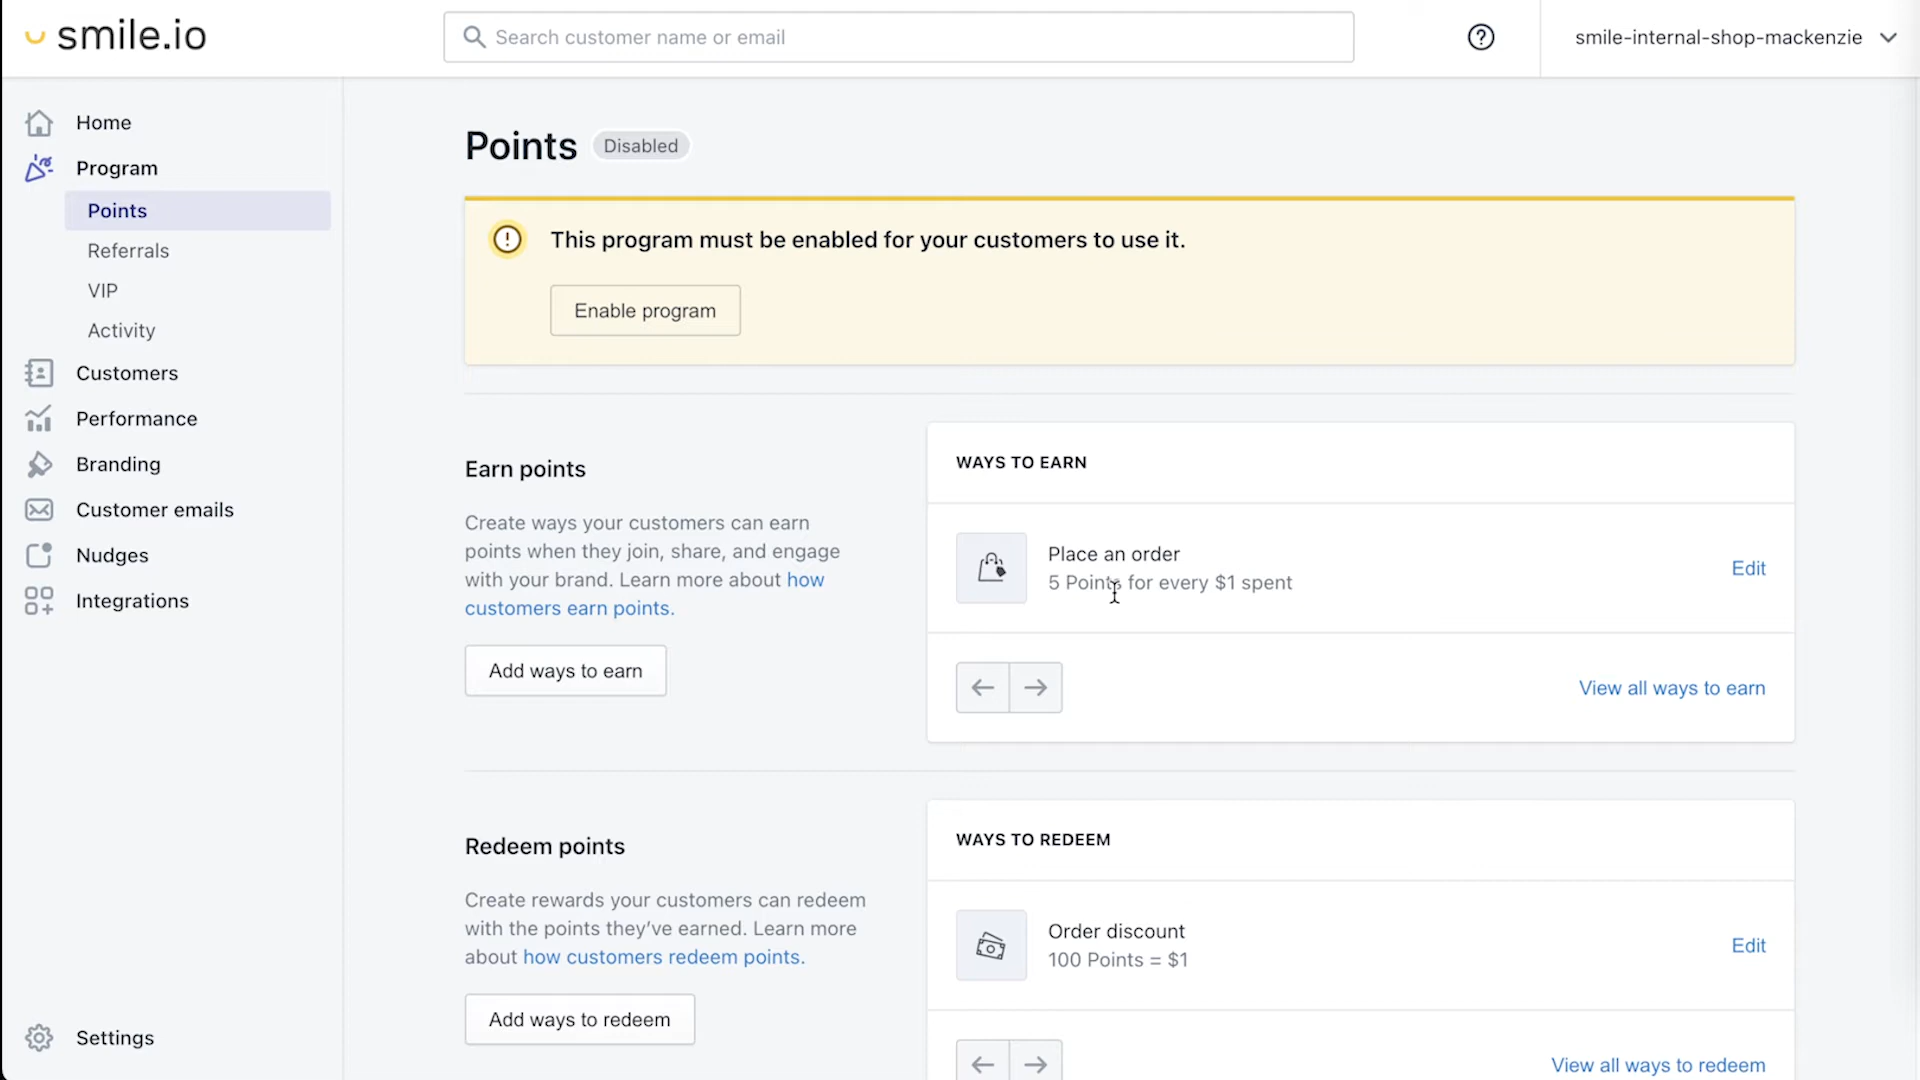 smile.io
Search customer name or email
smile-internal-shop-mackenzie
Home
Program
Points
Referrals
VIP
Activity
Customers
Performance
Branding
Customer emails
Nudges
Integrations
Settings
Points
Disabled
This program must be enabled for your customers to use it.
Enable program
Earn points
Create ways your customers can earn
points when they join, share, and engage
with your brand. Learn more about how
customers earn points.
Add ways to earn
WAYS TO EARN
Place an order
5 Points for every $1 spent
Edit
View all ways to earn
Redeem points
Create rewards your customers can redeem
with the points they’ve earned. Learn more
about how customers redeem points.
Add ways to redeem
WAYS TO REDEEM
Order discount
100 Points = $1
Edit
View all ways to redeem